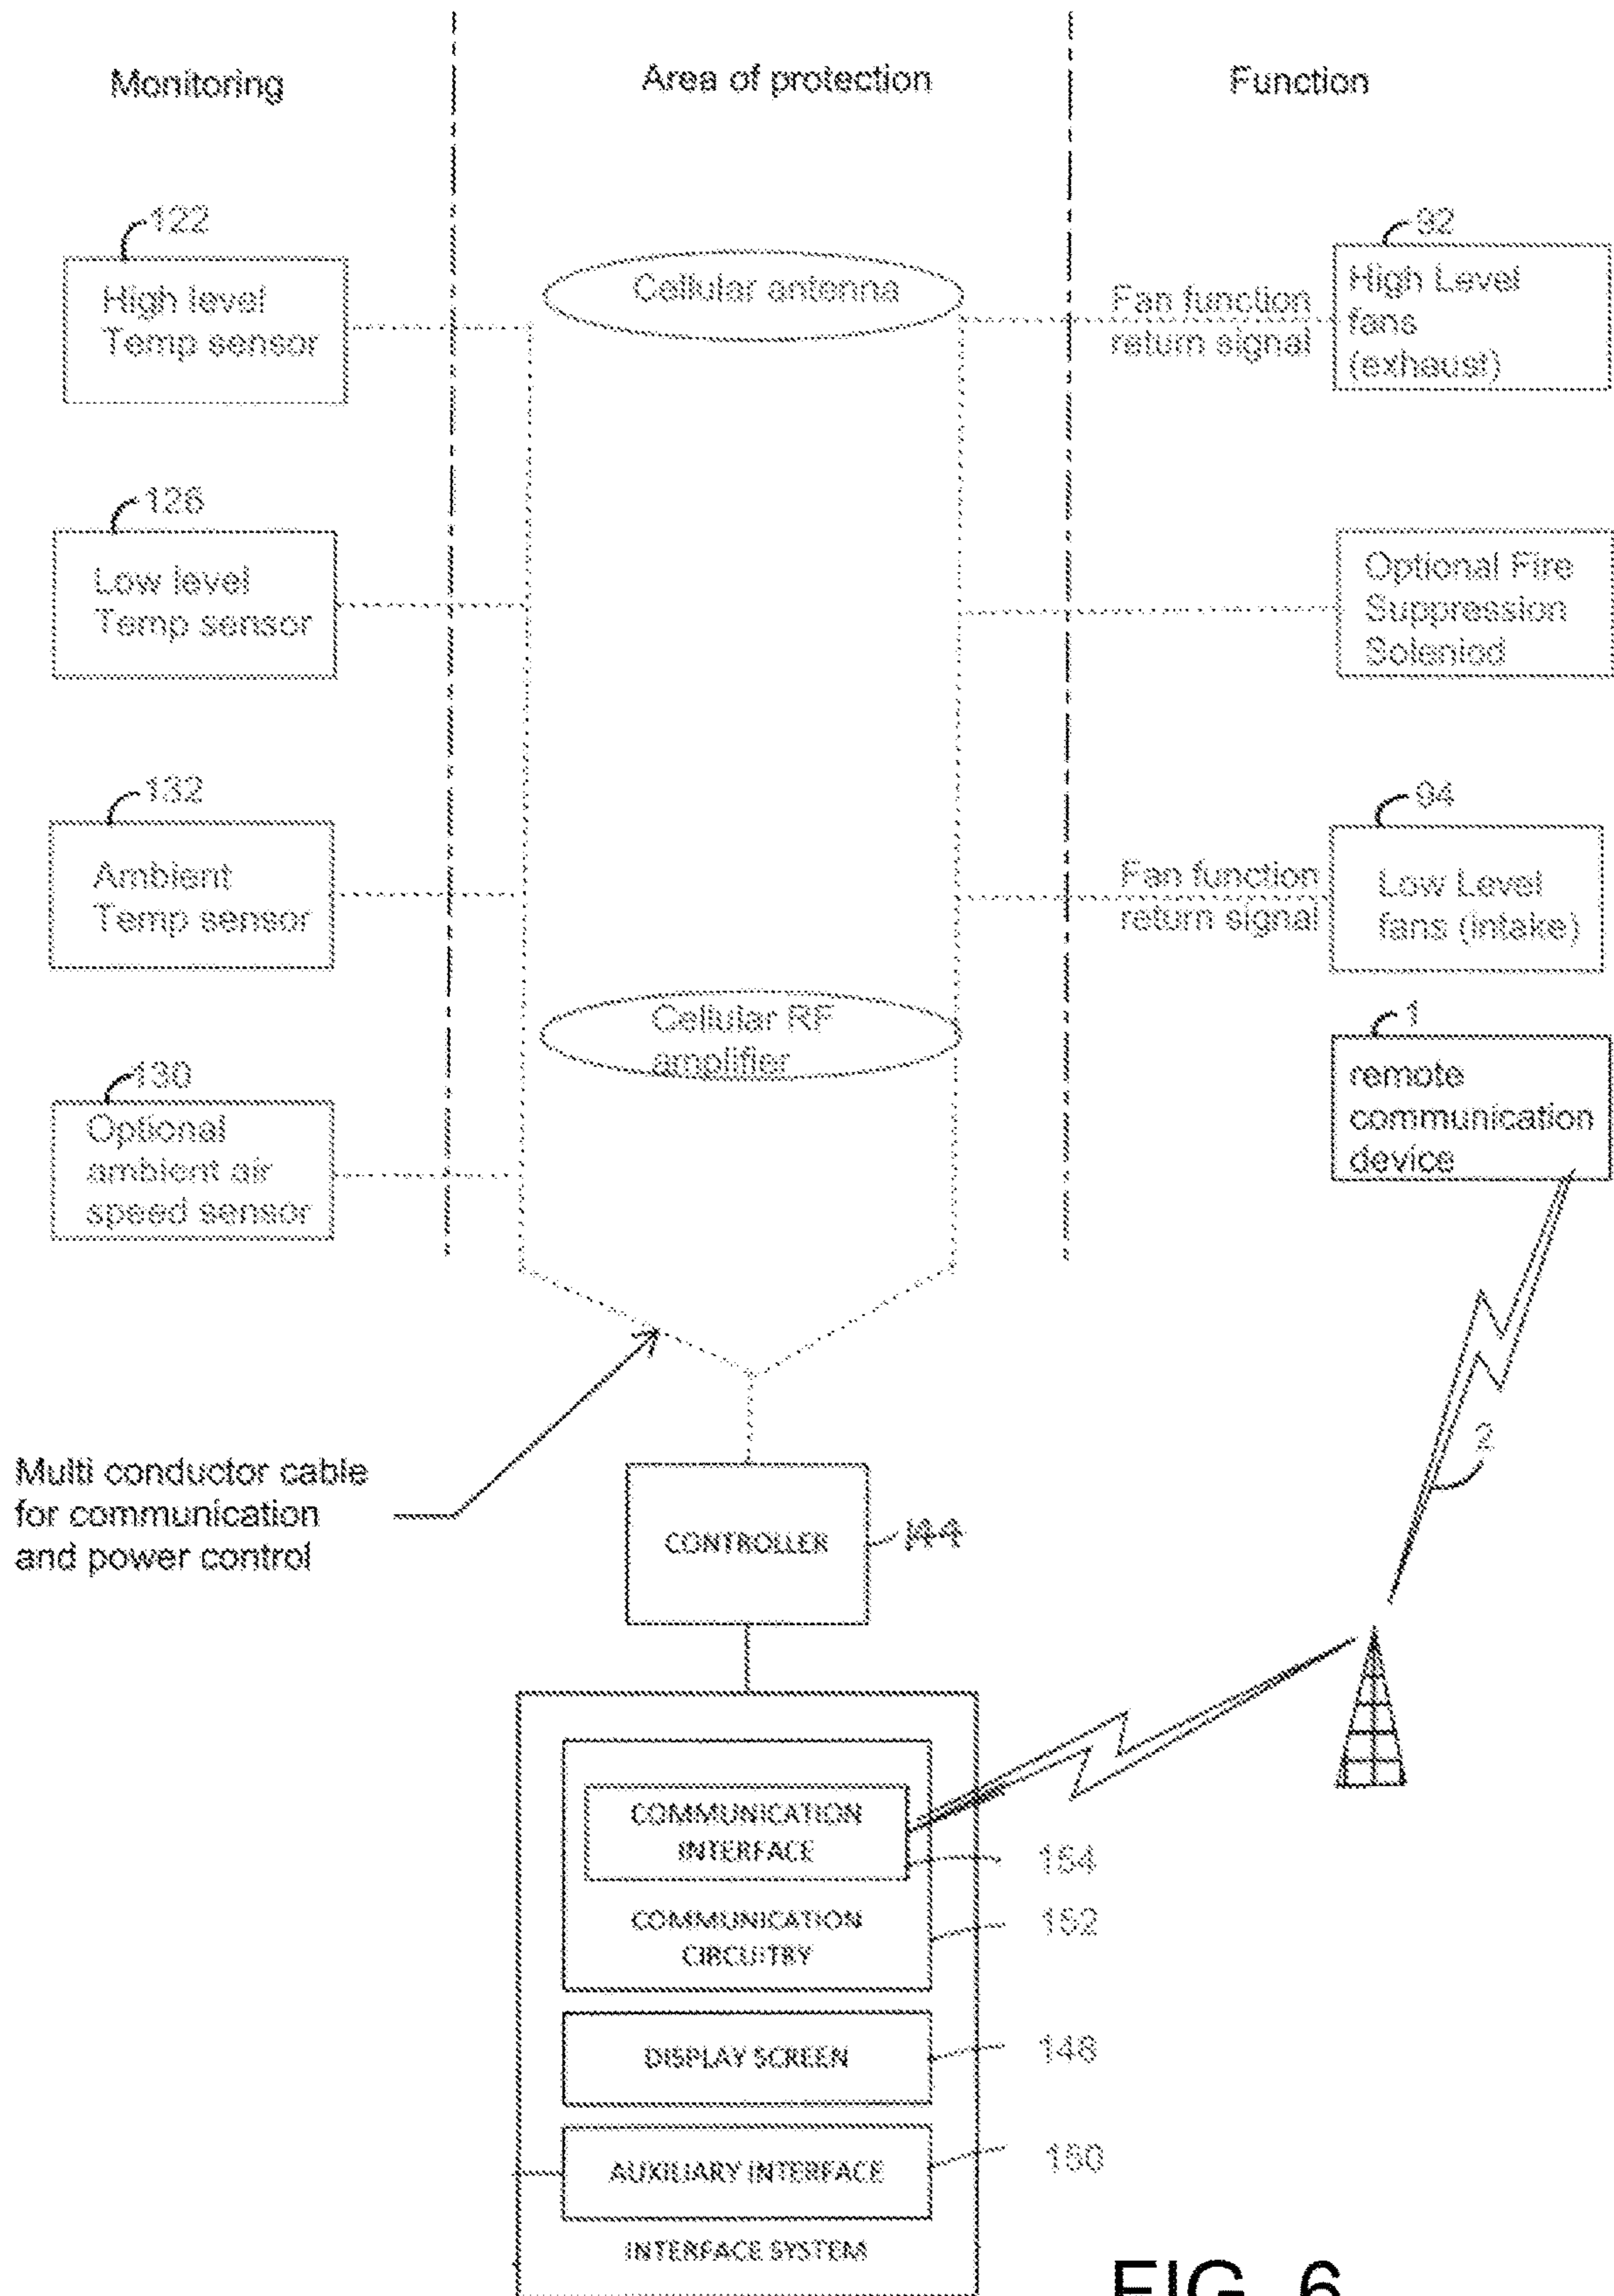 Monitoring
Area of protection
Function
122
High level
Temp sensor
Cellular antenna
Fan function
return signal
92
High Level
fans
(exhaust)
126
Low level
Temp sensor
Optional Fire
Suppression
Soleniod
132
Ambient
Temp sensor
Fan function
return signal
94
Low Level
fans (intake)
Cellular RF
amplifier
1
remote
communication
device
130
Optional
ambient air
speed sensor
2
Multi conductor cable
for communication
and power control
CONTROLLER
144
COMMUNICATION
INTERFACE
154
COMMUNICATION
CIRCUITRY
152
DISPLAY SCREEN
148
AUXILIARY INTERFACE
150
INTERFACE SYSTEM
FIG. 6